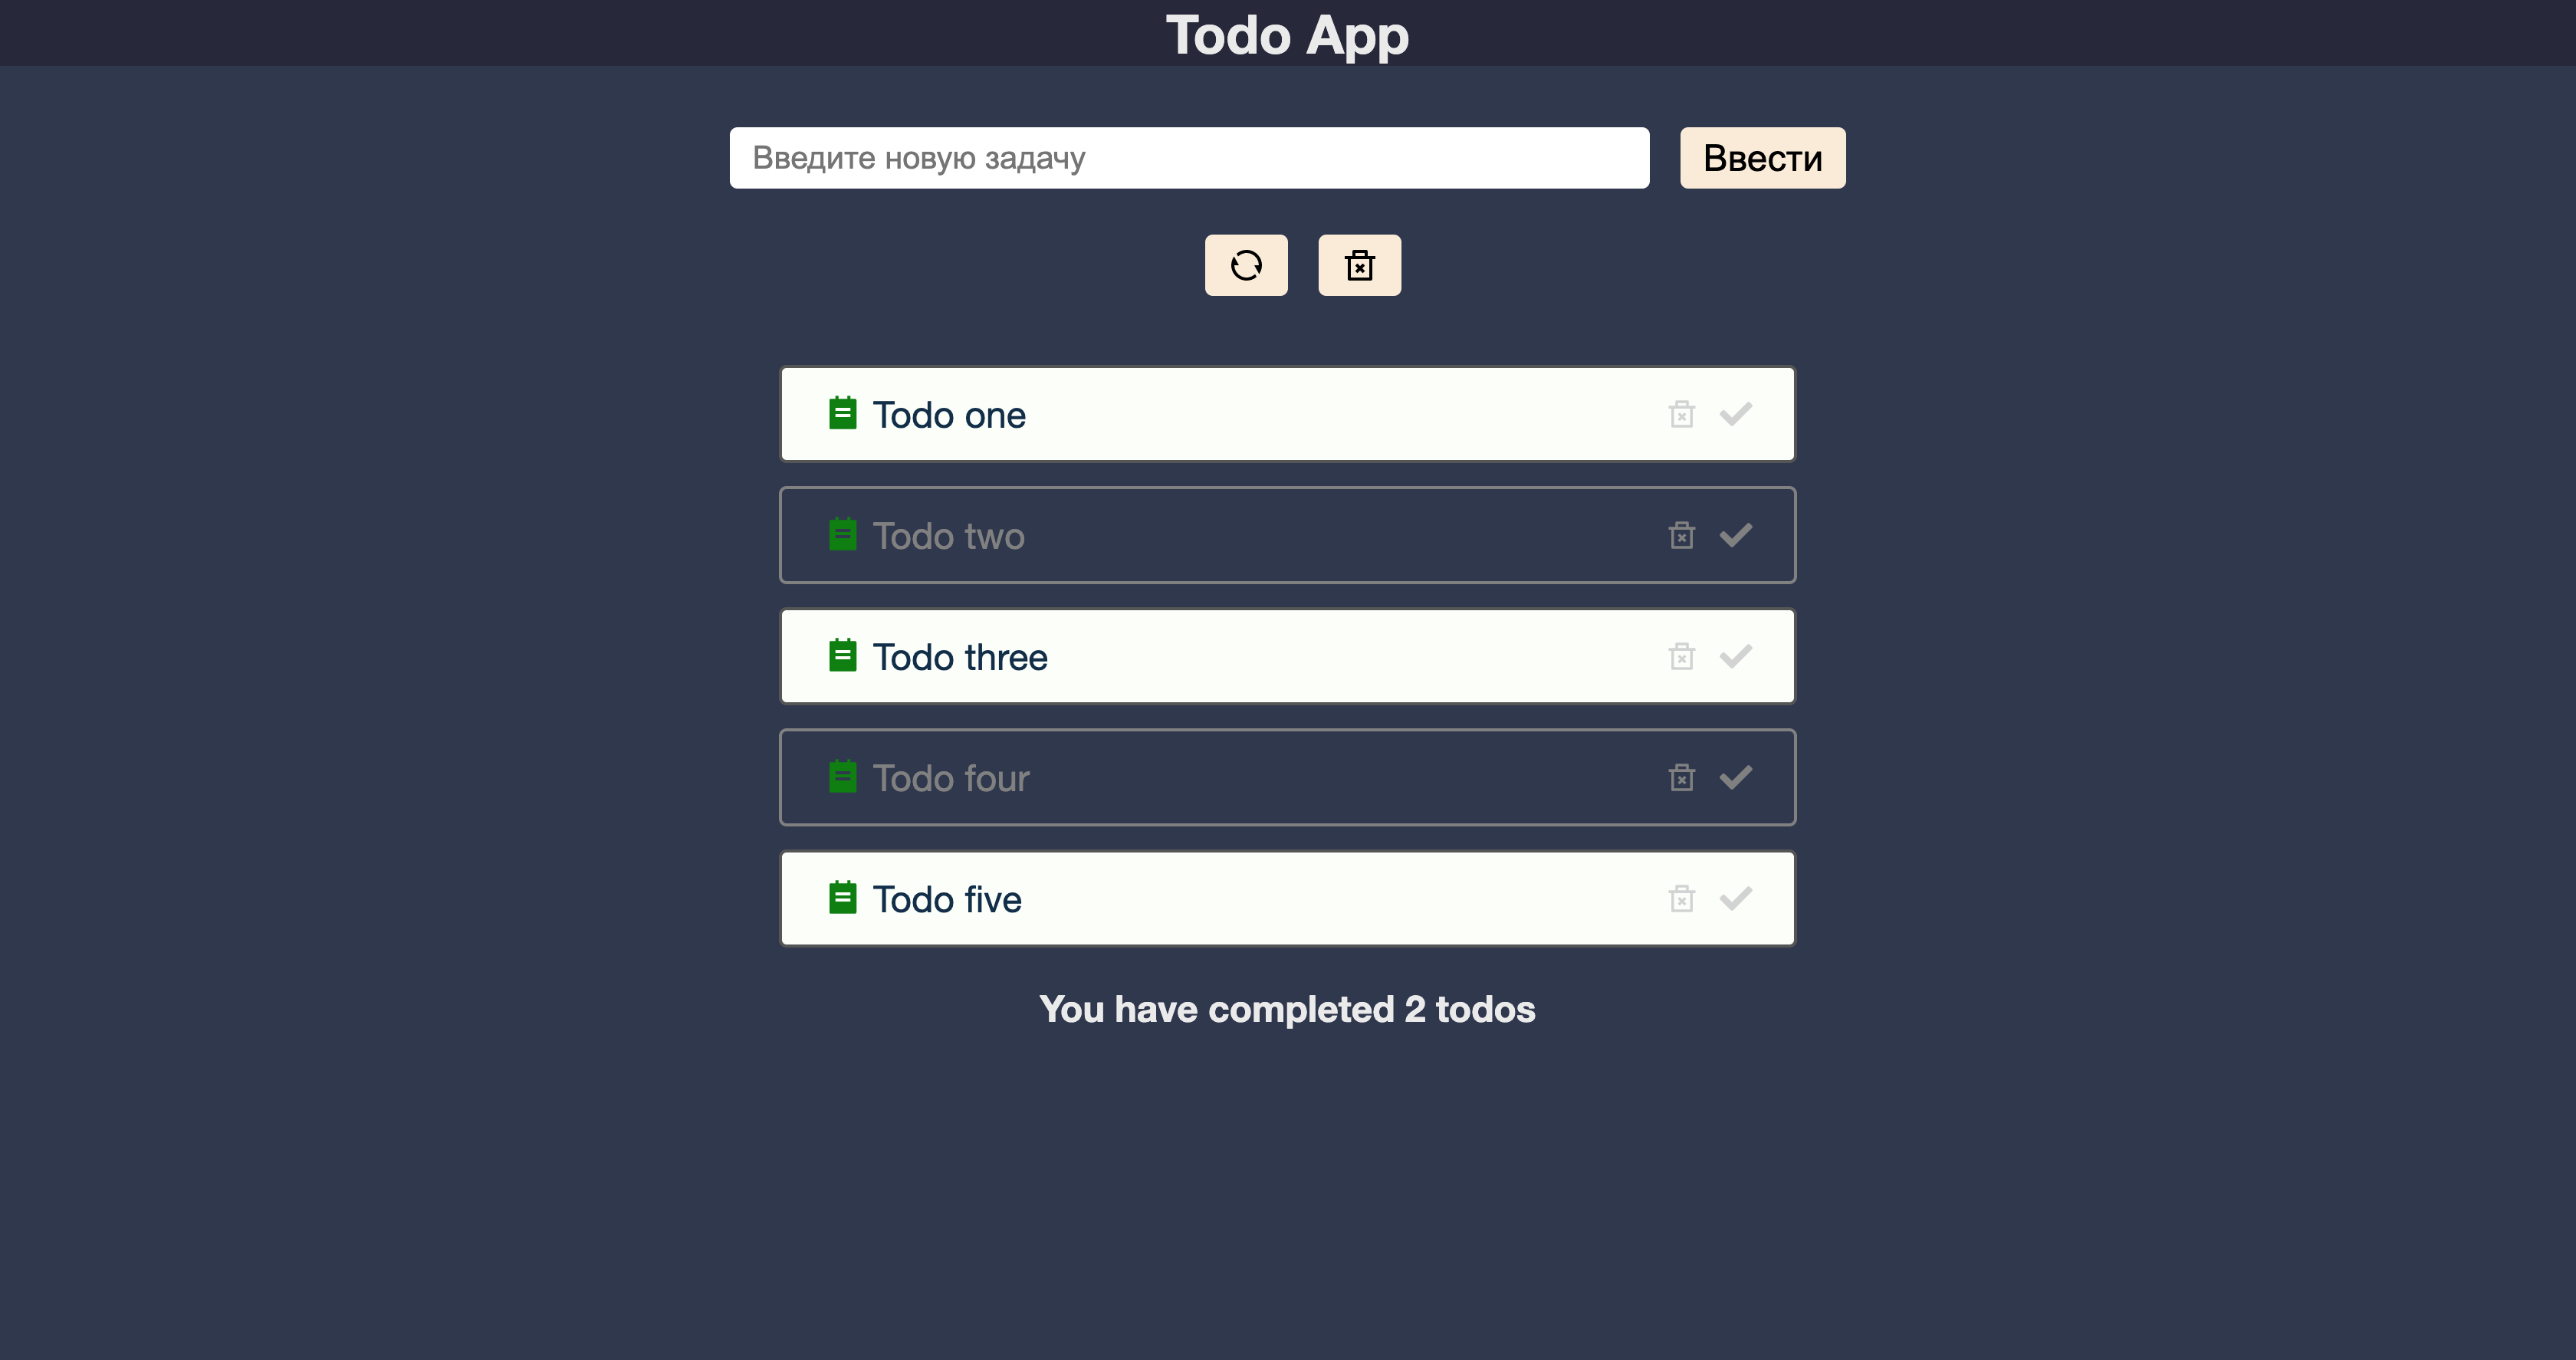 Todo App
Введите новую задачу
Ввести
Todo one
Todo two
Todo three
Todo four
Todo five
You have completed 2 todos